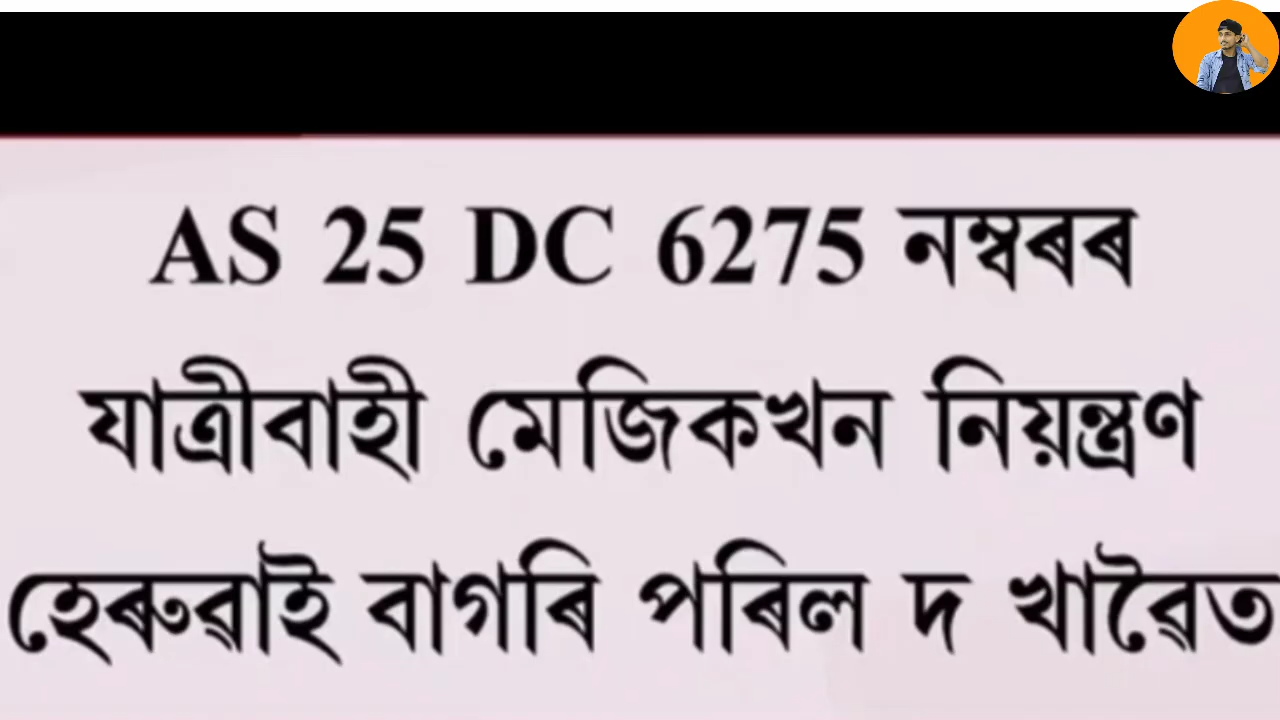 AS 25 DC 6275 নম্বৰৰ
যাত্ৰীবাহী মেজিকখন নিয়ন্ত্ৰণ
হেৰুৱাই বাগৰি পৰিল দ খাৱৈত